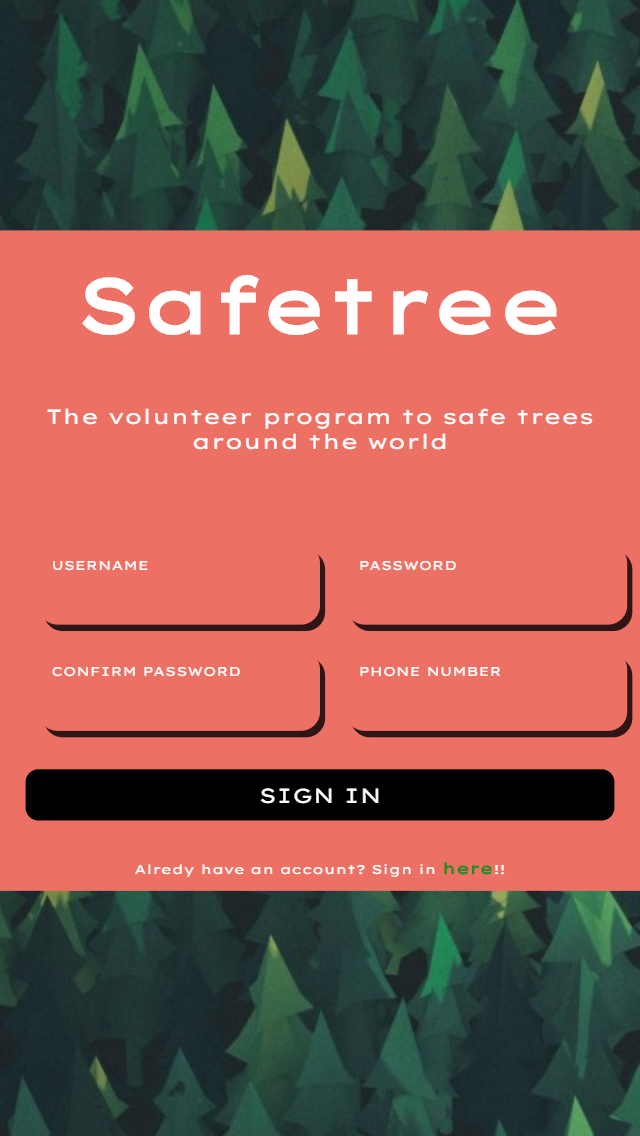 Safetree
The volunteer program to safe trees
around the world
USERNAME
PASSWORD
CONFIRM PASSWORD
PHONE NUMBER
SIGN IN
Alredy have an account? Sign in here!!